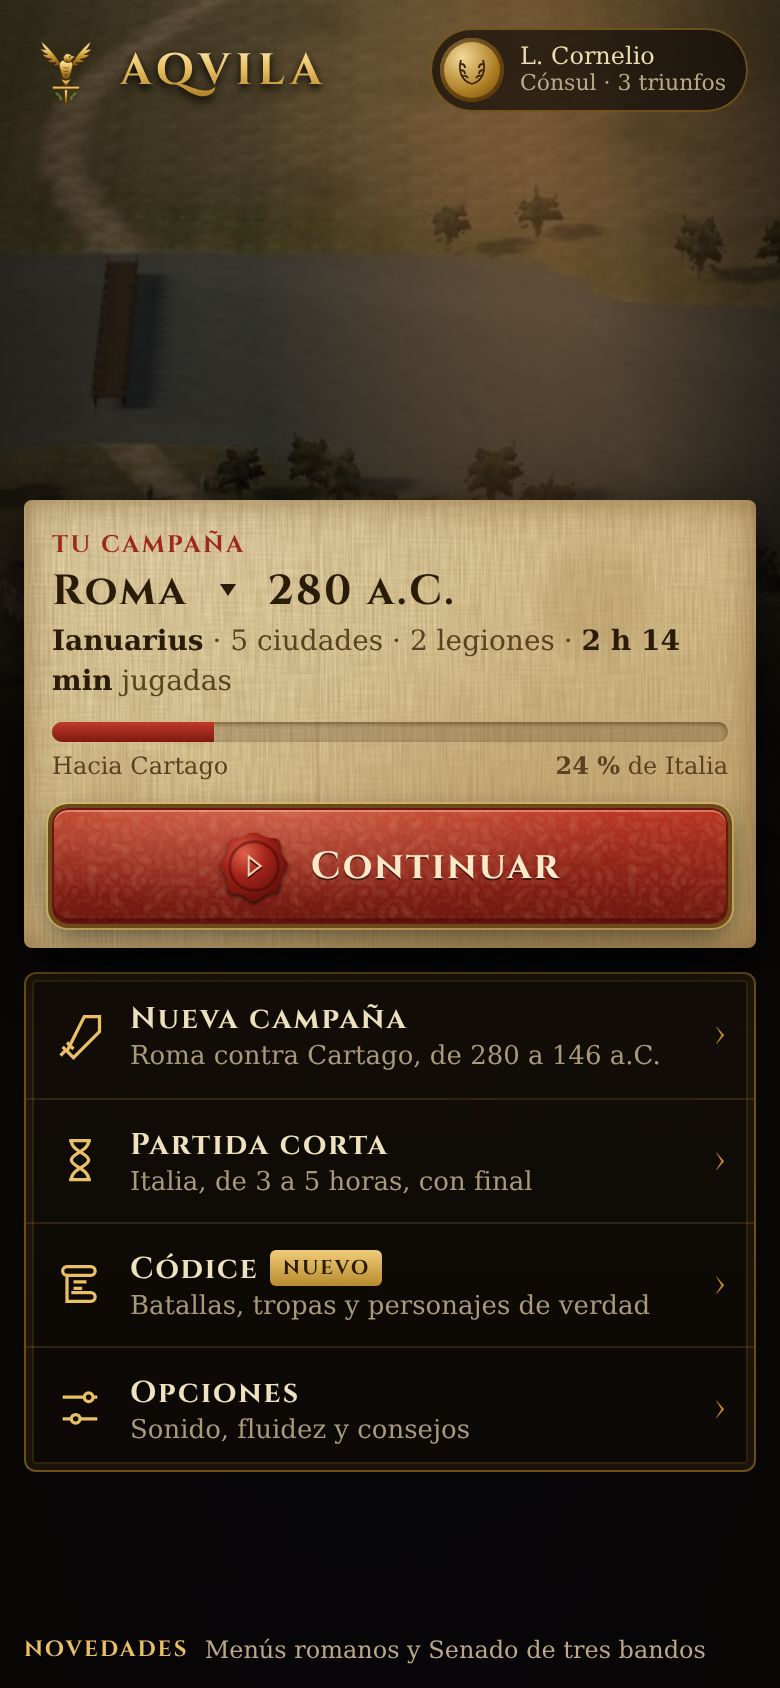 AQVILA
L. Cornelio
Cónsul · 3 triunfos
TU CAMPAÑA
ROMA ▾ 280 A.C.
Ianuarius · 5 ciudades · 2 legiones · 2 h 14
min jugadas
Hacia Cartago
24 % de Italia
CONTINUAR
NUEVA CAMPAÑA
Roma contra Cartago, de 280 a 146 a.C.
PARTIDA CORTA
Italia, de 3 a 5 horas, con final
CÓDICE NUEVO
Batallas, tropas y personajes de verdad
OPCIONES
Sonido, fluidez y consejos
NOVEDADES Menús romanos y Senado de tres bandos